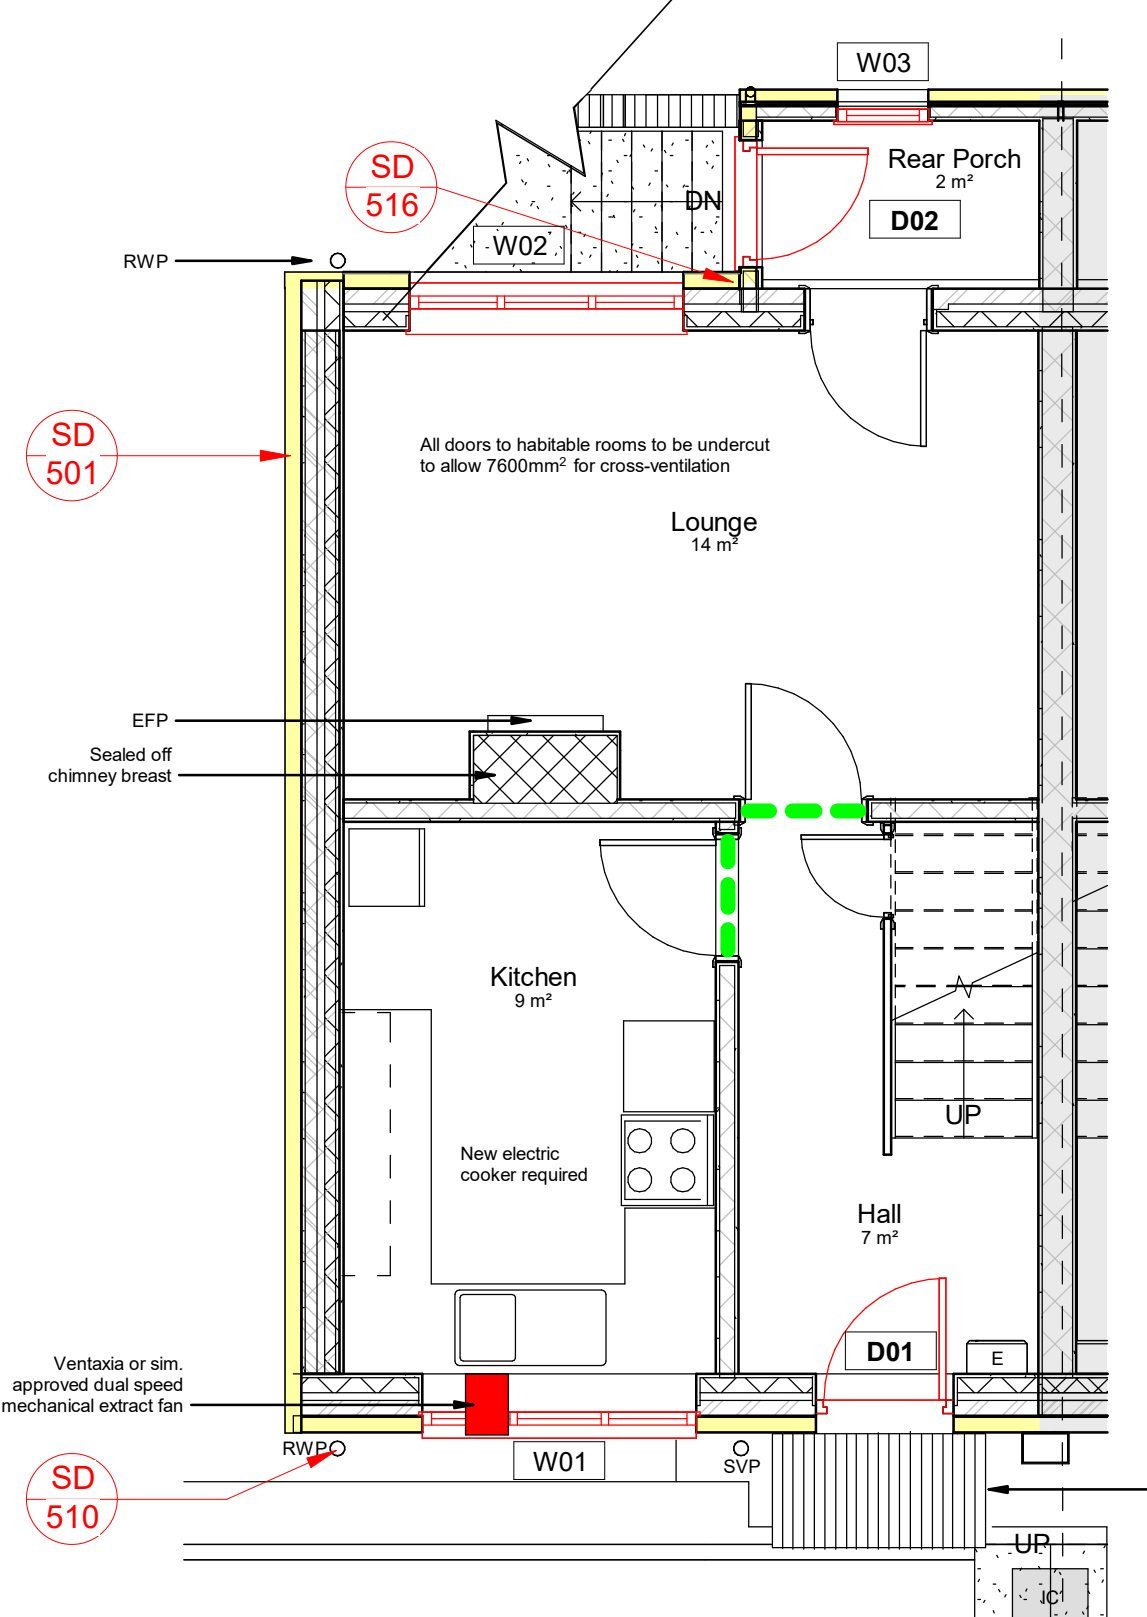 W03
Rear Porch
2 m²
D02
SD
516
DN
W02
RWP
SD
501
All doors to habitable rooms to be undercut
to allow 7600mm² for cross-ventilation
Lounge
14 m²
EFP
Sealed off
chimney breast
Kitchen
9 m²
UP
New electric
cooker required
Hall
7 m²
D01
E
Ventaxia or sim.
approved dual speed
mechanical extract fan
RWP
W01
SVP
SD
510
UP
IC